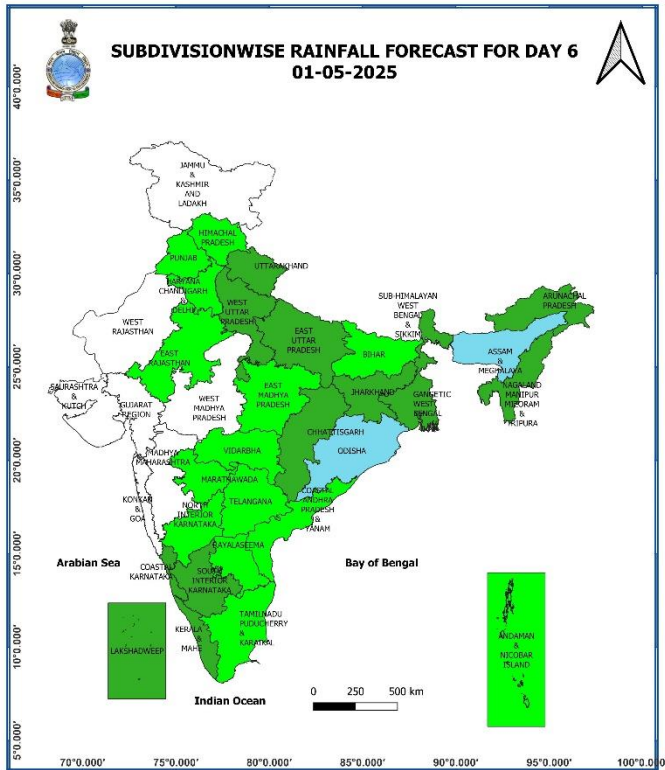 SUBDIVISIONWISE RAINFALL FORECAST FOR DAY 6
01-05-2025
40°0.000'
35°0.000'
30°0.000'
25°0.000'
20°0.000'
15°0.000'
10°0.000'
5°0.000'
JAMMU
&
KASHMIR
AND
LADAKH
HIMACHAL
PRADESH
PUNJAB
UTTARAKHAND
HARYANA
CHANDIGARH
&
DELHI
WEST
UTTAR
PRADESH
WEST
RAJASTHAN
EAST
RAJASTHAN
EAST
UTTAR
PRADESH
SUB-HIMALAYAN
WEST
BENGAL
&
SIKKIM
ARUNACHAL
PRADESH
BIHAR
ASSAM
&
MEGHALAYA
SAURASHTRA
&
KUTCH
GUJARAT
REGION
WEST
MADHYA
PRADESH
EAST
MADHYA
PRADESH
JHARKHAND
GANGETIC
WEST
BENGAL
NAGALAND
MANIPUR
MIZORAM
&
TRIPURA
CHHATTISGARH
ODISHA
MADHYA
MAHARASHTRA
VIDARBHA
MARATHAWADA
KONKAN
&
GOA
NORTH
INTERIOR
KARNATAKA
TELANGANA
COASTAL
ANDHRA
PRADESH
&
YANAM
RAYALASEEMA
Arabian Sea
Bay of Bengal
COASTAL
KARNATAKA
SOUTH
INTERIOR
KARNATAKA
TAMILNADU
PUDUCHERRY
&
KARAIKAL
KERALA
&
MAHE
LAKSHADWEEP
ANDAMAN
&
NICOBAR
ISLAND
Indian Ocean
0 250 500 km
70°0.000' 75°0.000' 80°0.000' 85°0.000' 90°0.000' 95°0.000' 100°0.000'